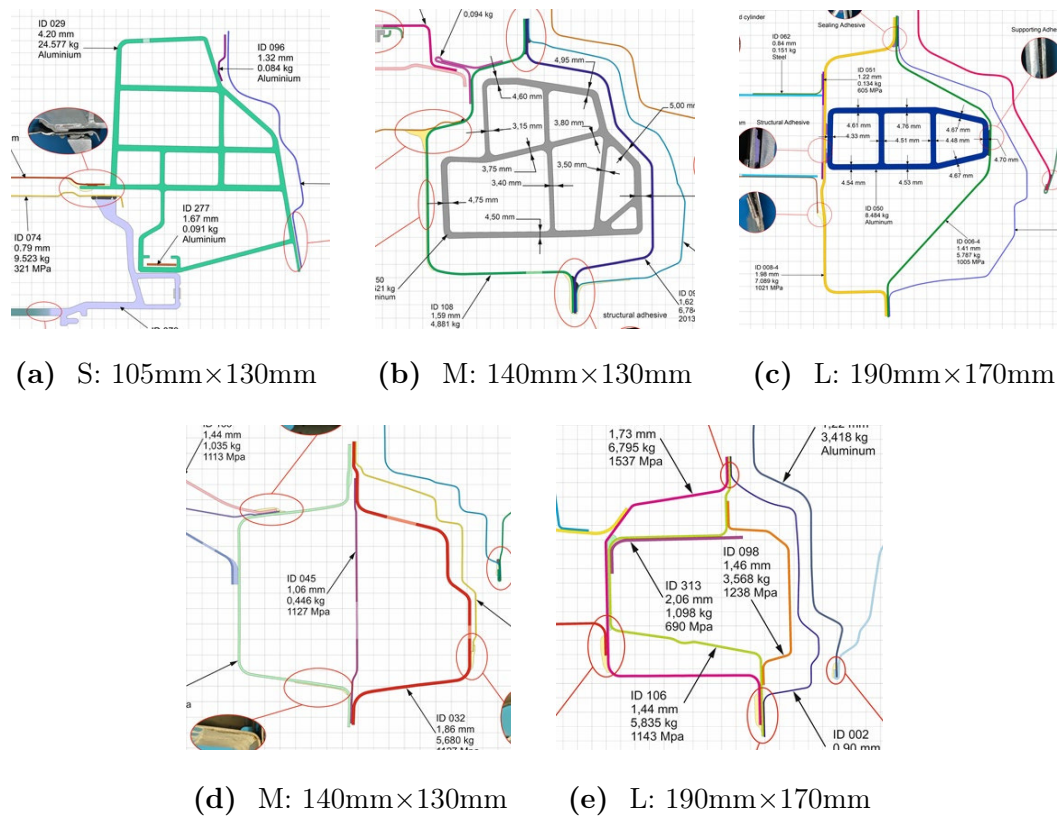 ID 029
4.20 mm
24.577 kg
Aluminium
ID 096
1.32 mm
0.084 kg
Aluminium
ID 277
1.67 mm
0.091 kg
Aluminium
ID 074
0.79 mm
9.523 kg
321 MPa
0,094 kg
4,95 mm
4,60 mm
5,00 mm
3,15 mm
3,80 mm
3,75 mm
3,50 mm
3,40 mm
4,75 mm
4,50 mm
ID 108
1,59 mm
4,881 kg
1,62
structural adhesive
2013
d cylinder
Sealing Adhesive
Supporting Adhes
ID 062
0.84 mm
0.151 kg
Steel
ID 051
1.22 mm
0.134 kg
605 MPa
Structural Adhesive
4.61 mm
4.76 mm
4.67 mm
4.33 mm
4.51 mm
4.48 mm
4.70 mm
4.54 mm
4.53 mm
4.67 mm
ID 050
8.484 kg
Aluminum
ID 008-4
1.41 mm
5.787 kg
1005 MPa
ID 008-4
1.98 mm
7.089 kg
1021 MPa
(a) S: 105mm×130mm
(b) M: 140mm×130mm
(c) L: 190mm×170mm
1,44 mm
1,035 kg
1113 Mpa
ID 045
1,06 mm
0,446 kg
1127 Mpa
ID 032
1,86 mm
5,680 kg
1,73 mm
6,795 kg
1537 Mpa
3,418 kg
Aluminum
ID 098
1,46 mm
3,568 kg
1238 Mpa
ID 313
2,06 mm
1,098 kg
690 Mpa
ID 106
1,44 mm
5,835 kg
1143 Mpa
ID 002
0,90 mm
(d) M: 140mm×130mm
(e) L: 190mm×170mm